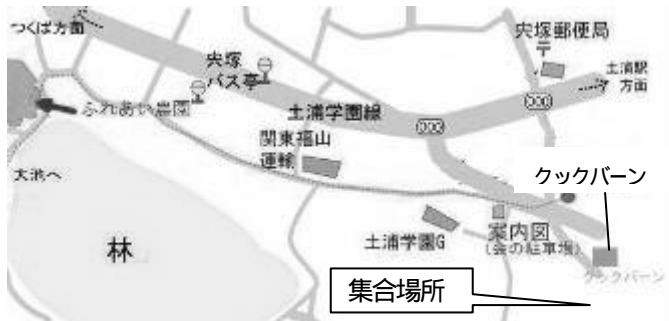 つくば方面
宍塚
バス亭
宍塚郵便局
〒
土浦駅
方面
ふれあい農園
土浦学園線
関東福山
運輸
大池へ
クックバーン
林
土浦学園G
案内図
(会の駐車場)
クックバーン
集合場所